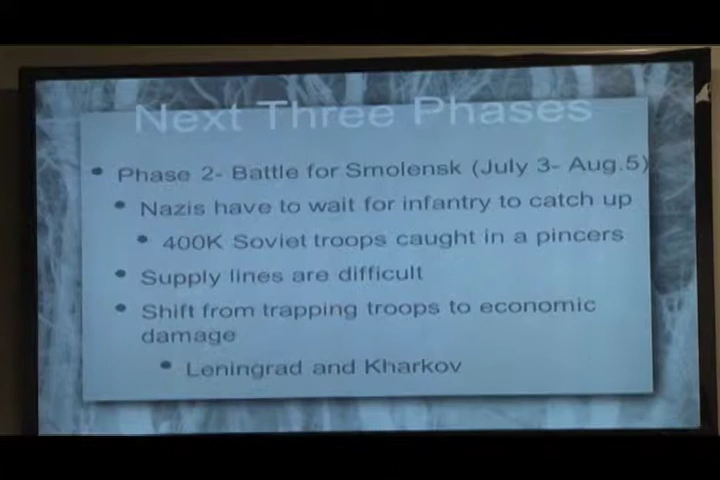 Next Three Phases
• Phase 2- Battle for Smolensk (July 3- Aug.5)
• Nazis have to wait for infantry to catch up
• 400K Soviet troops caught in a pincers
• Supply lines are difficult
• Shift from trapping troops to economic
damage
• Leningrad and Kharkov